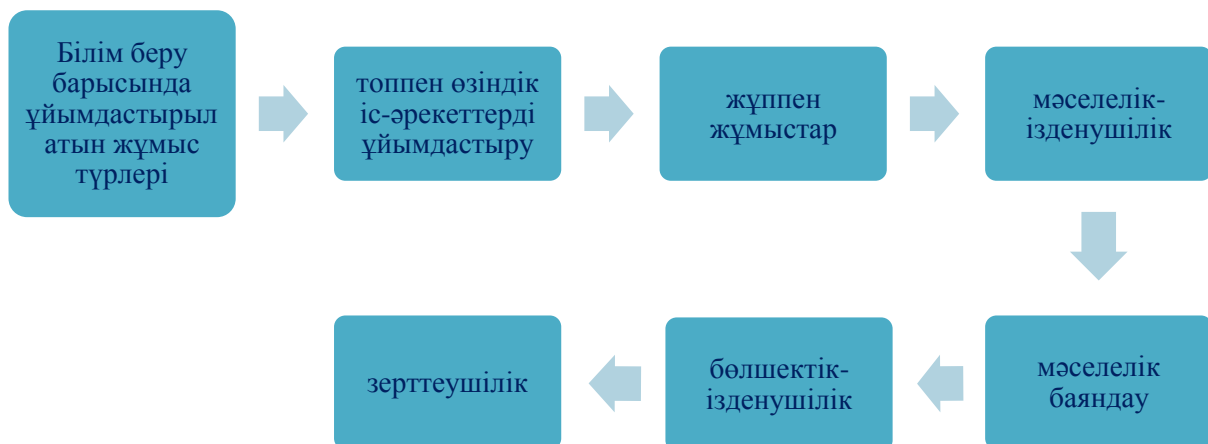 Білім беру
барысында
ұйымдастырыл
атын жұмыс
түрлері
топпен өзіндік
іс-әрекеттерді
ұйымдастыру
жұппен
жұмыстар
мәселелік-
ізденушілік
мәселелік
баяндау
бөлшектік-
ізденушілік
зерттеушілік